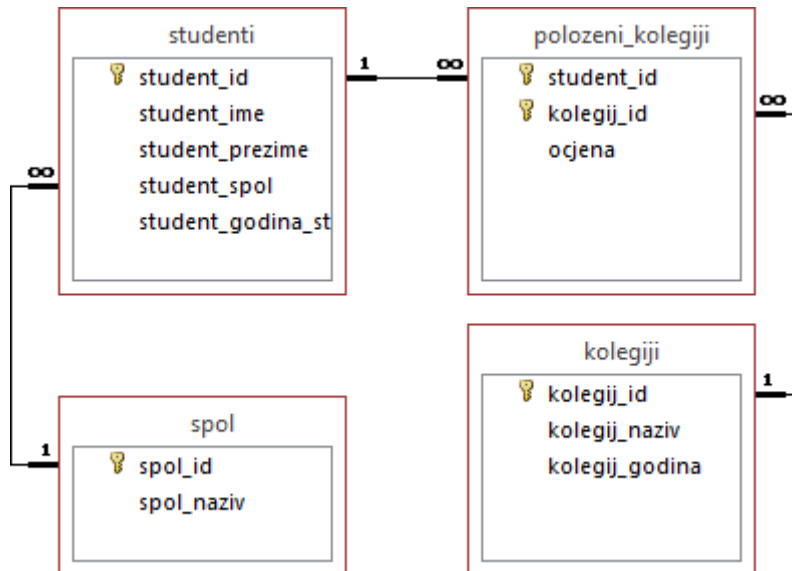 studenti
student_id
student_ime
student_prezime
student_spol
student_godina_st
1
∞
polozeni_kolegiji
student_id
kolegij_id
ocjena
∞
∞
spol
spol_id
spol_naziv
1
kolegiji
kolegij_id
kolegij_naziv
kolegij_godina
1